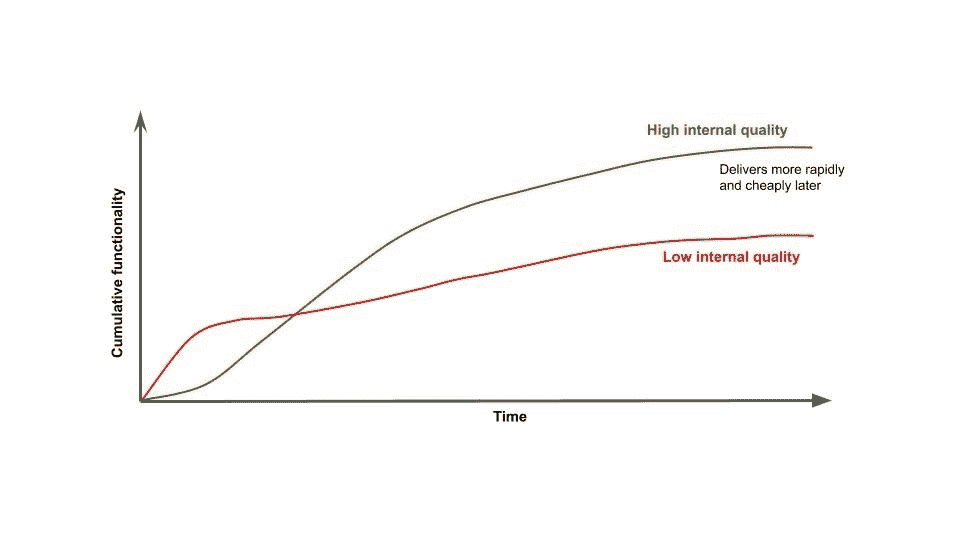 High internal quality
Delivers more rapidly
and cheaply later
Low internal quality
Cumulative functionality
Time